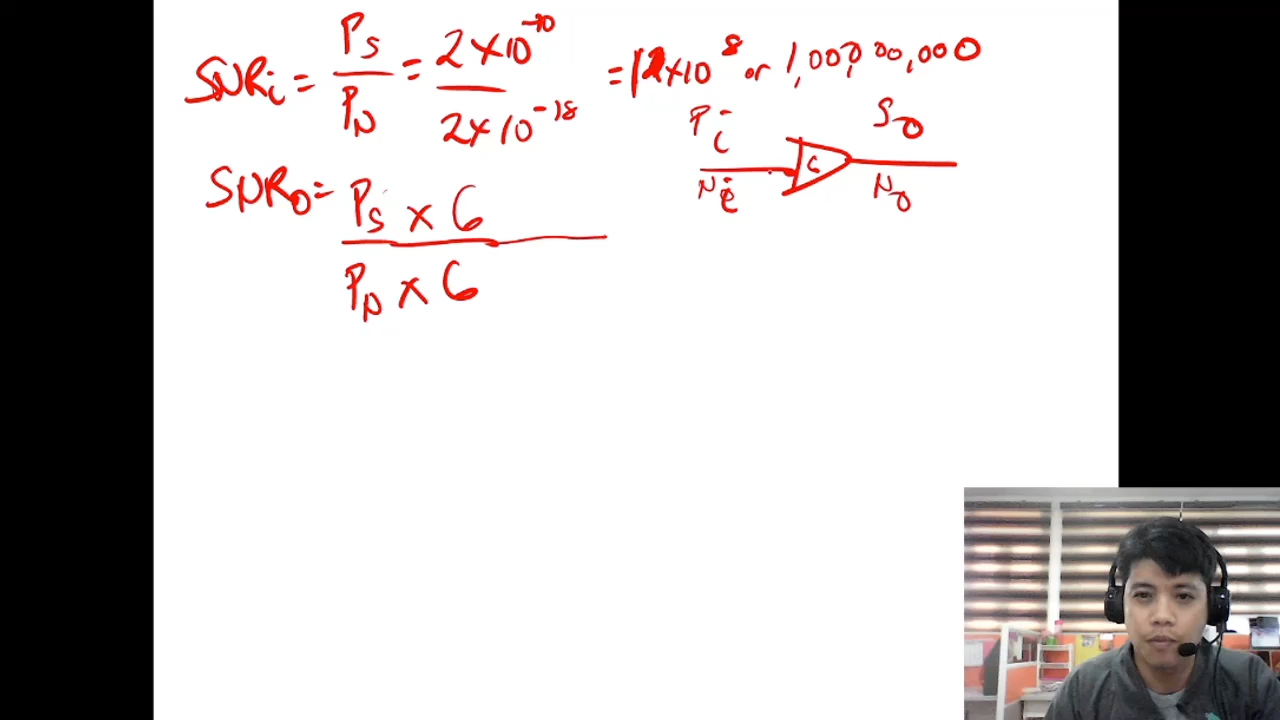 SNRi = Ps / PN = 2×10^-10 / 2×10^-18 = 1×10^8 or 1,00,000,000
Pi So
G
Ni No
SNRo = Ps × G / PN × G